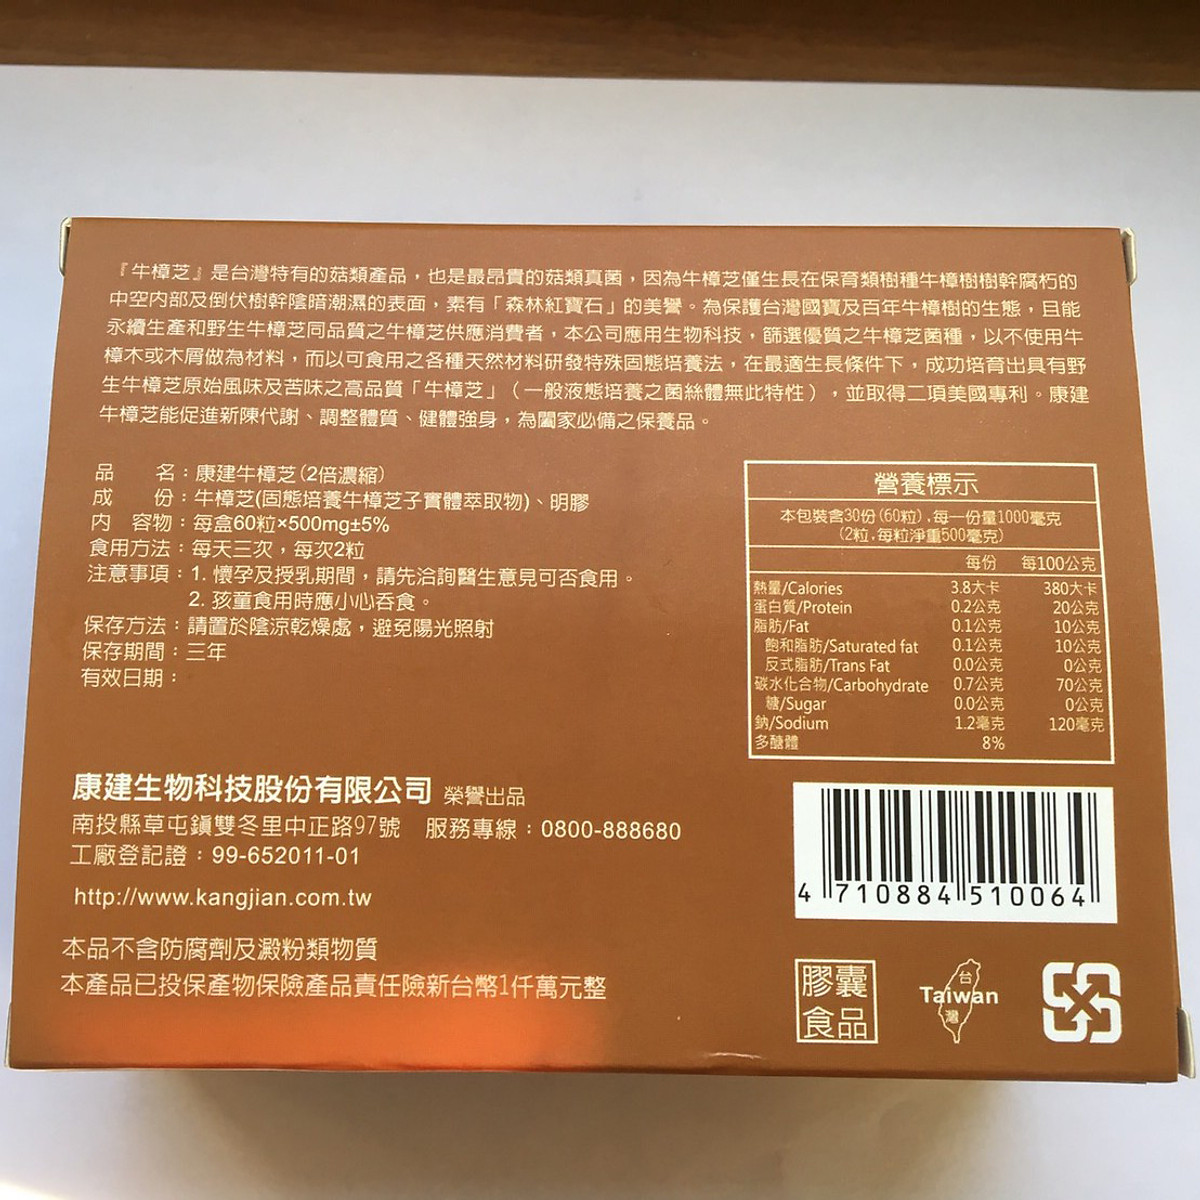 『牛樟芝』是台灣特有的菇類產品，也是最昂貴的菇類真菌，因為牛樟芝僅生長在保育類樹種牛樟樹樹幹腐朽的
中空內部及倒伏樹幹陰暗潮濕的表面，素有「森林紅寶石」的美譽。為保護台灣國寶及百年牛樟樹的生態，且能
永續生產和野生牛樟芝同品質之牛樟芝供應消費者，本公司應用生物科技，篩選優質之牛樟芝菌種，以不使用牛
樟木或木屑做為材料，而以可食用之各種天然材料研發特殊固態培養法，在最適生長條件下，成功培育出具有野
生牛樟芝原始風味及苦味之高品質「牛樟芝」（一般液態培養之菌絲體無此特性），並取得二項美國專利。康建
牛樟芝能促進新陳代謝、調整體質、健體強身，為闔家必備之保養品。
品　　名：康建牛樟芝(2倍濃縮)
成　　份：牛樟芝(固態培養牛樟芝子實體萃取物)、明膠
內　容物：每盒60粒×500mg±5%
食用方法：每天三次，每次2粒
注意事項：1. 懷孕及授乳期間，請先洽詢醫生意見可否食用。
2. 孩童食用時應小心吞食。
保存方法：請置於陰涼乾燥處，避免陽光照射
保存期間：三年
有效日期：
營養標示
本包裝含30份(60粒),每一份量1000毫克
(2粒,每粒淨重500毫克)
每份　每100公克
熱量/Calories 3.8大卡 380大卡
蛋白質/Protein 0.2公克 20公克
脂肪/Fat 0.1公克 10公克
飽和脂肪/Saturated fat 0.1公克 10公克
反式脂肪/Trans Fat 0.0公克 0公克
碳水化合物/Carbohydrate 0.7公克 70公克
糖/Sugar 0.0公克 0公克
鈉/Sodium 1.2毫克 120毫克
多醣體 8%
康建生物科技股份有限公司 榮譽出品
南投縣草屯鎮雙冬里中正路97號　服務專線：0800-888680
工廠登記證：99-652011-01
http://www.kangjian.com.tw
本品不含防腐劑及澱粉類物質
本產品已投保產物保險產品責任險新台幣1仟萬元整
4 710884 510064
膠囊
食品
台
Taiwan
灣